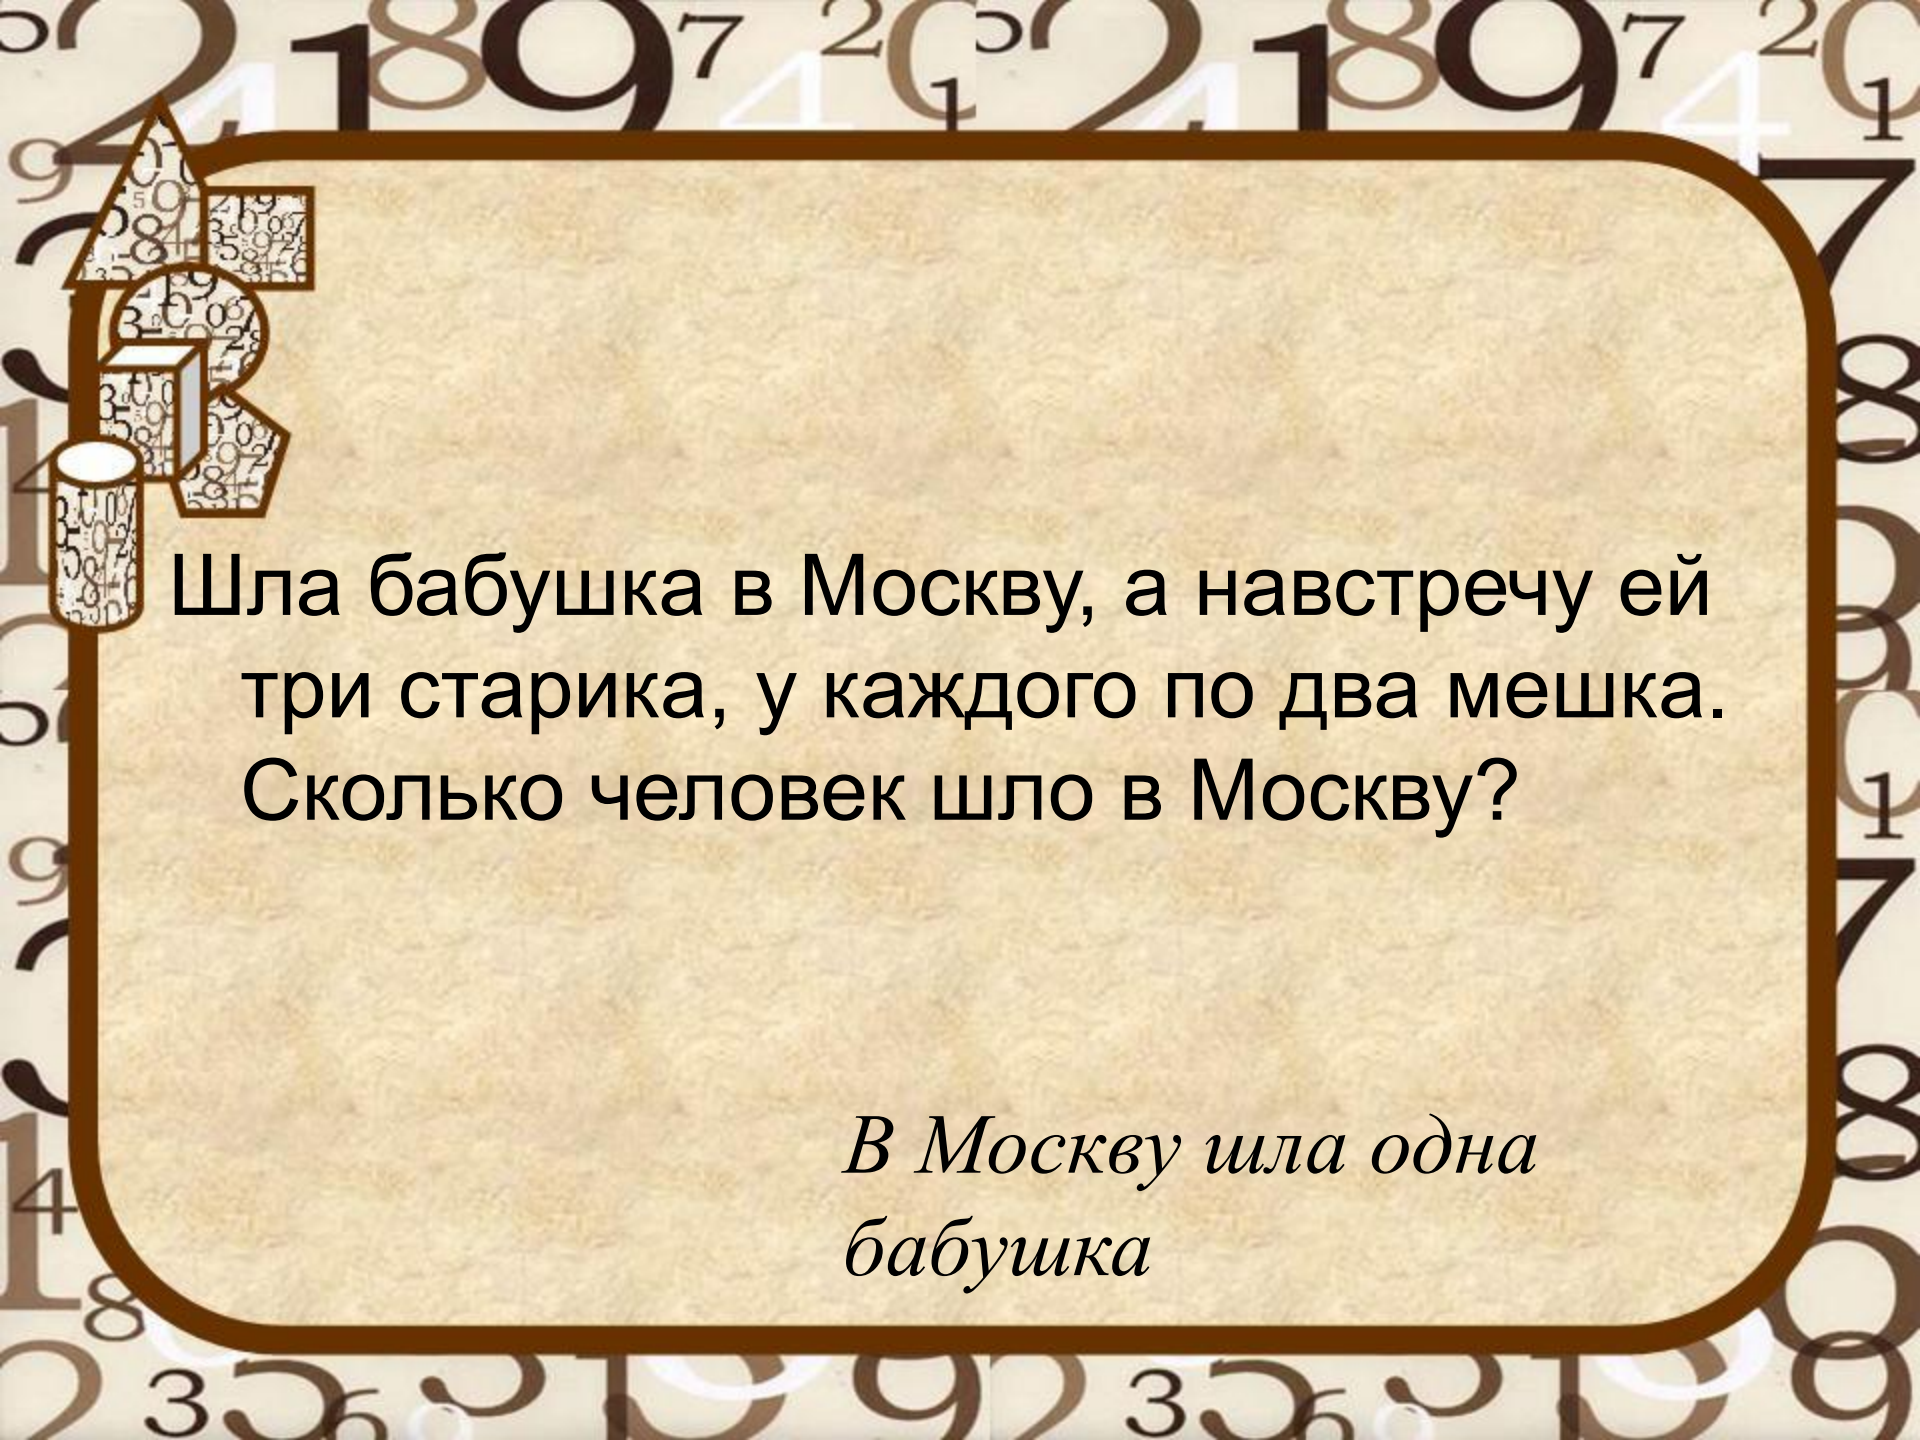 Шла бабушка в Москву, а навстречу ей
три старика, у каждого по два мешка.
Сколько человек шло в Москву?
В Москву шла одна
бабушка